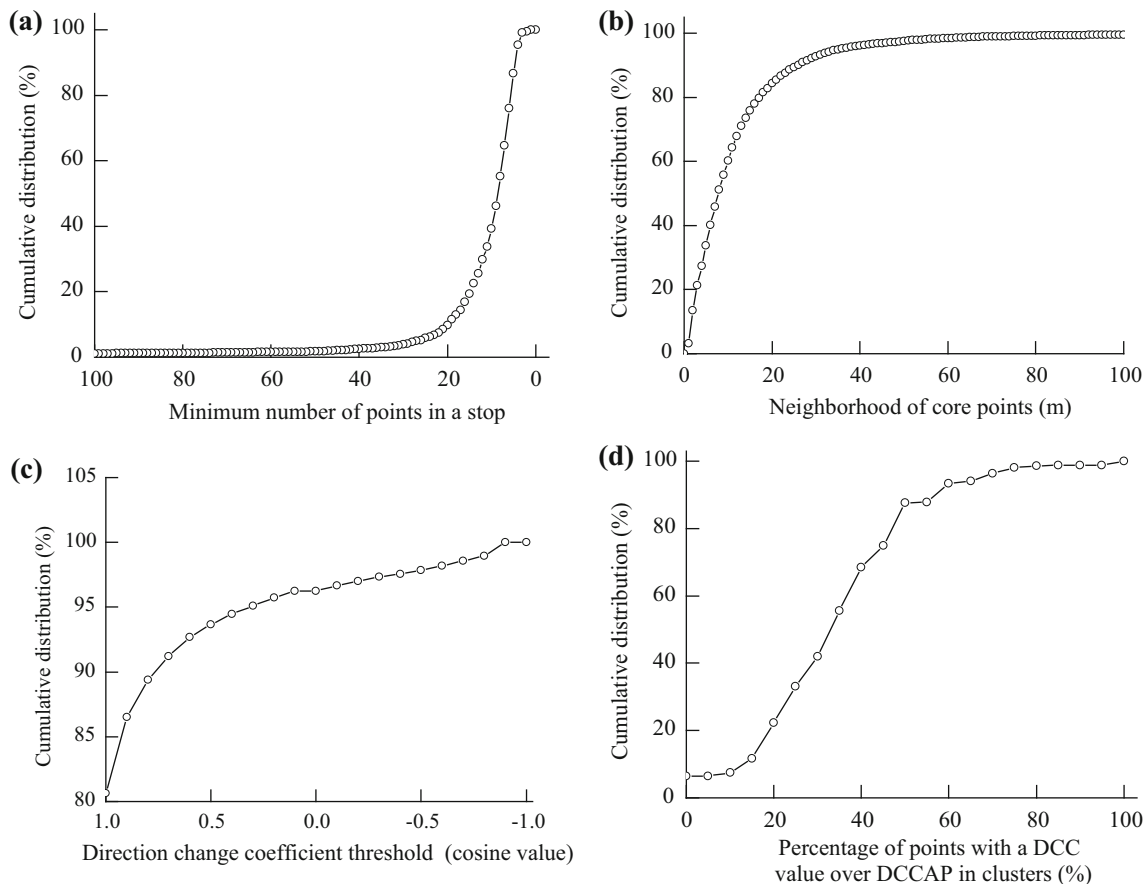 (a)
100
80
60
40
20
0
Cumulative distribution (%)
100 80 60 40 20 0
Minimum number of points in a stop
(b)
100
80
60
40
20
0
Cumulative distribution (%)
0 20 40 60 80 100
Neighborhood of core points (m)
(c)
105
100
95
90
85
80
Cumulative distribution (%)
1.0 0.5 0.0 -0.5 -1.0
Direction change coefficient threshold (cosine value)
(d)
100
80
60
40
20
0
Cumulative distribution (%)
0 20 40 60 80 100
Percentage of points with a DCC
value over DCCAP in clusters (%)